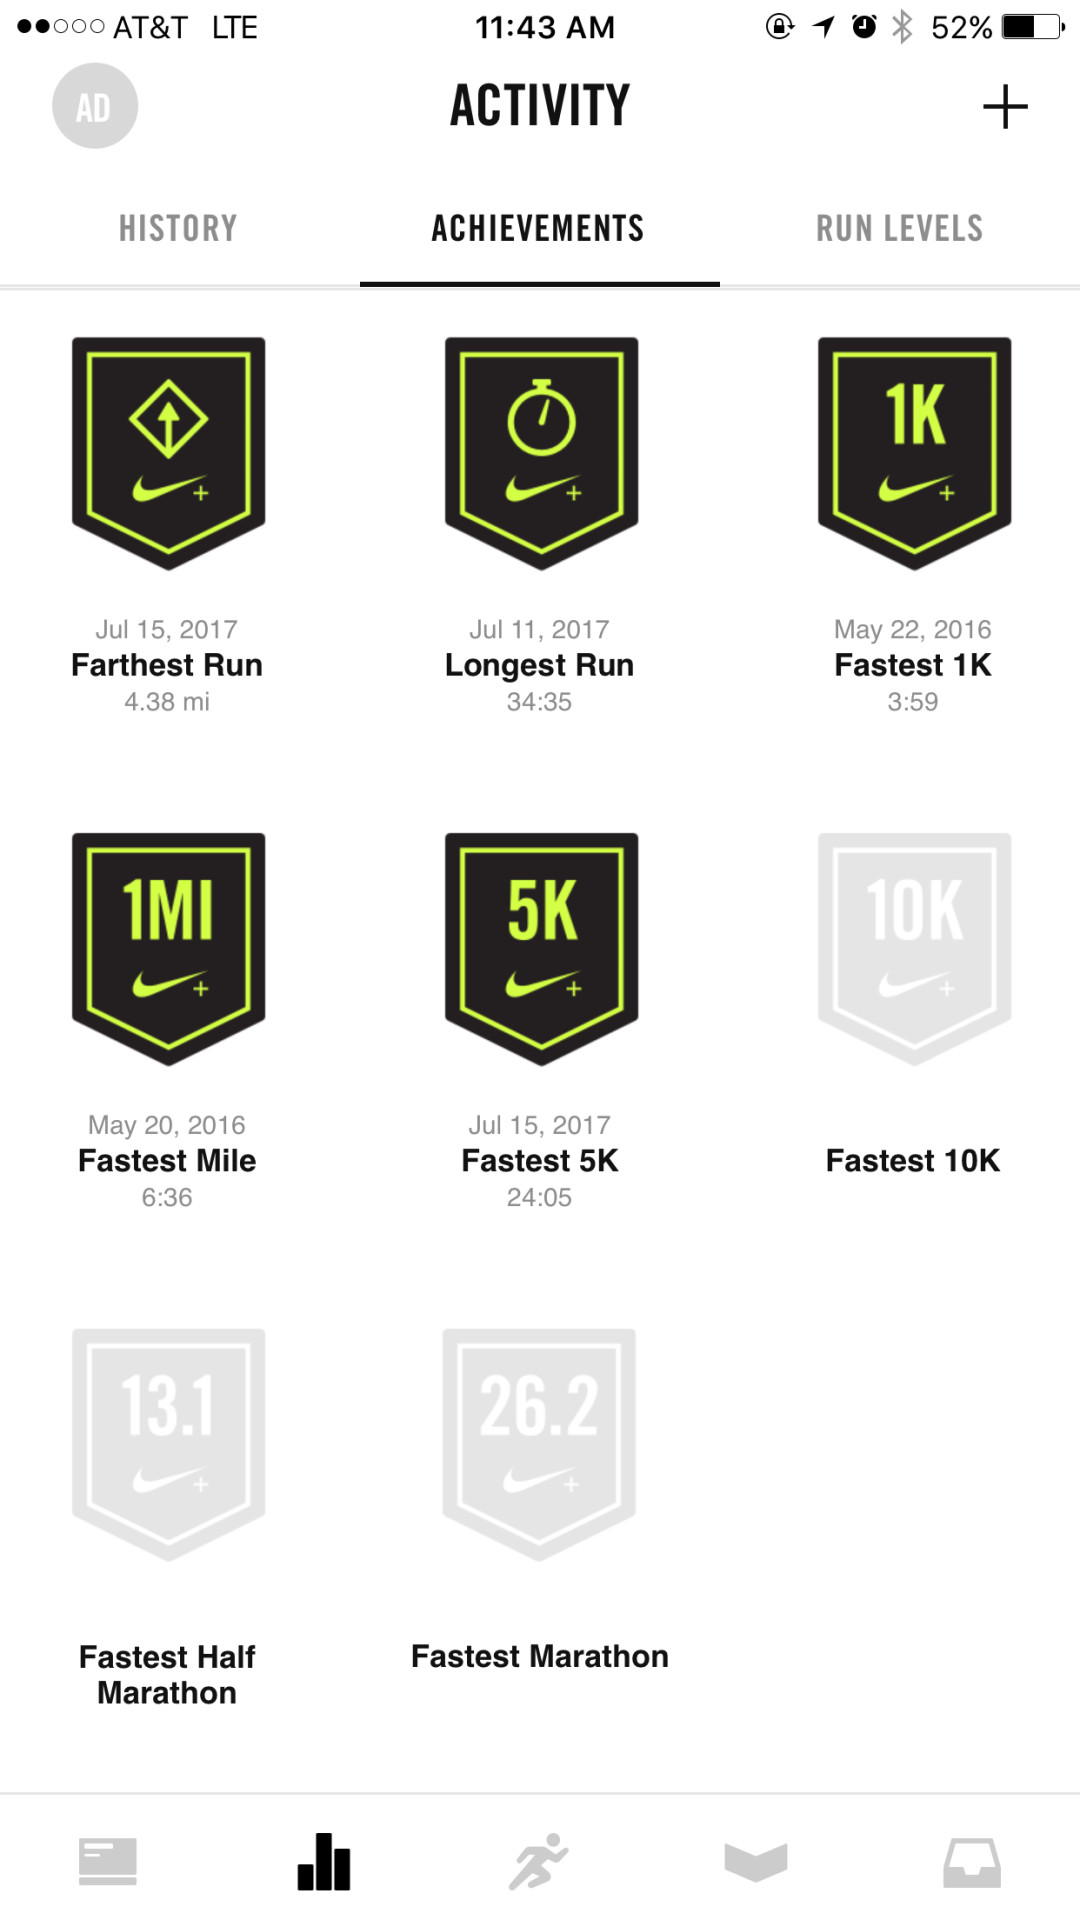 AT&T LTE 11:43 AM 52%
AD ACTIVITY
HISTORY ACHIEVEMENTS RUN LEVELS
1K
Jul 15, 2017 Jul 11, 2017 May 22, 2016
Farthest Run Longest Run Fastest 1K
4.38 mi 34:35 3:59
1MI 5K 10K
May 20, 2016 Jul 15, 2017
Fastest Mile Fastest 5K Fastest 10K
6:36 24:05
13.1 26.2
Fastest Half Fastest Marathon
Marathon